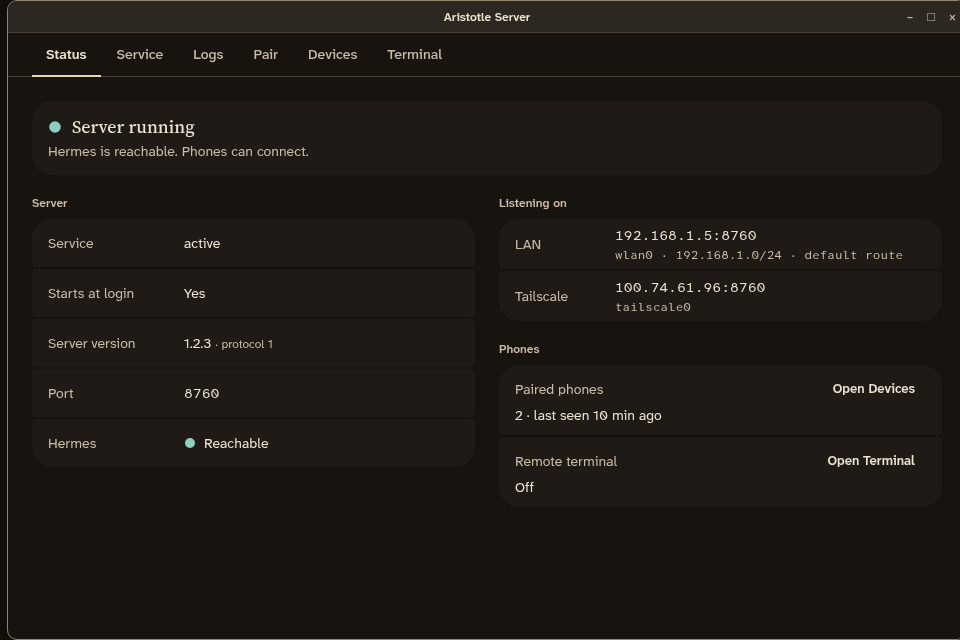 Aristotle Server
Status Service Logs Pair Devices Terminal
Server running
Hermes is reachable. Phones can connect.
Server
Service active
Starts at login Yes
Server version 1.2.3 · protocol 1
Port 8760
Hermes Reachable
Listening on
LAN 192.168.1.5:8760
wlan0 · 192.168.1.0/24 · default route
Tailscale 100.74.61.96:8760
tailscale0
Phones
Paired phones Open Devices
2 · last seen 10 min ago
Remote terminal Open Terminal
Off